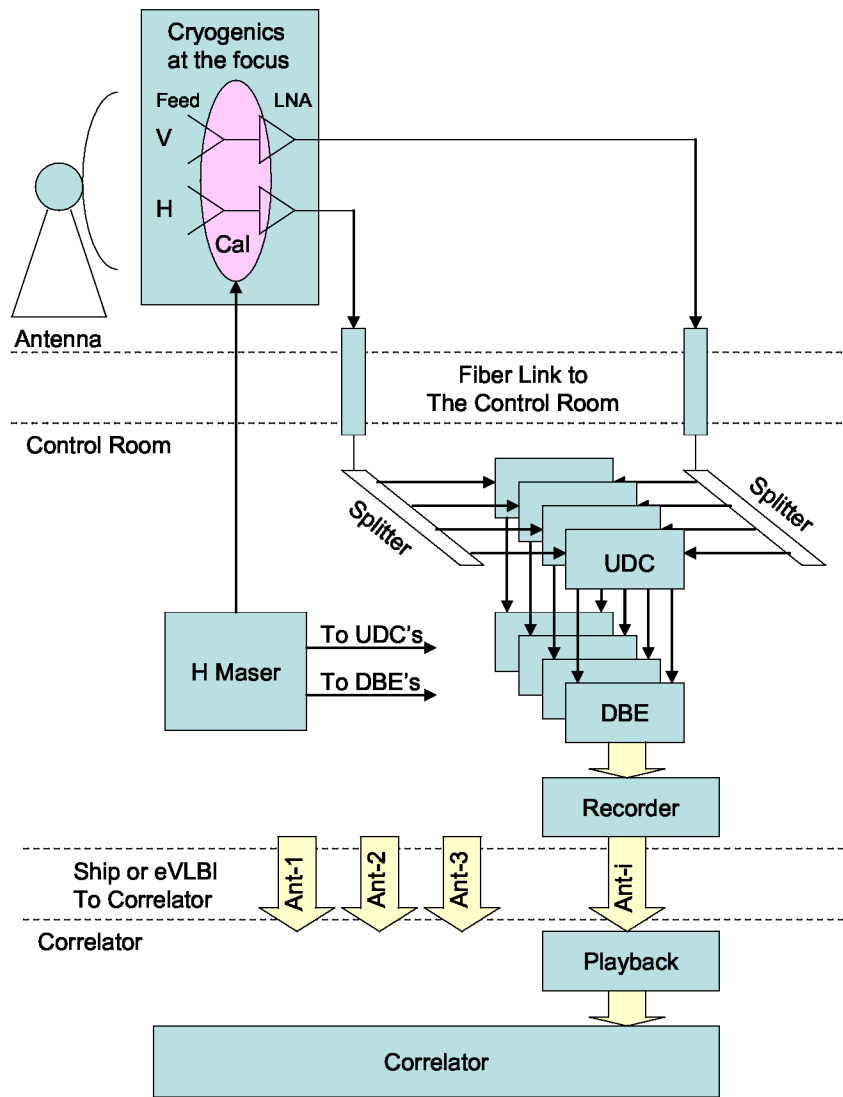 Cryogenics
at the focus
Feed
LNA
V
H
Cal
Antenna
Fiber Link to
The Control Room
Control Room
Splitter
Splitter
UDC
H Maser
To UDC's
To DBE's
DBE
Recorder
Ship or eVLBI
To Correlator
Ant-1
Ant-2
Ant-3
Ant-i
Correlator
Playback
Correlator